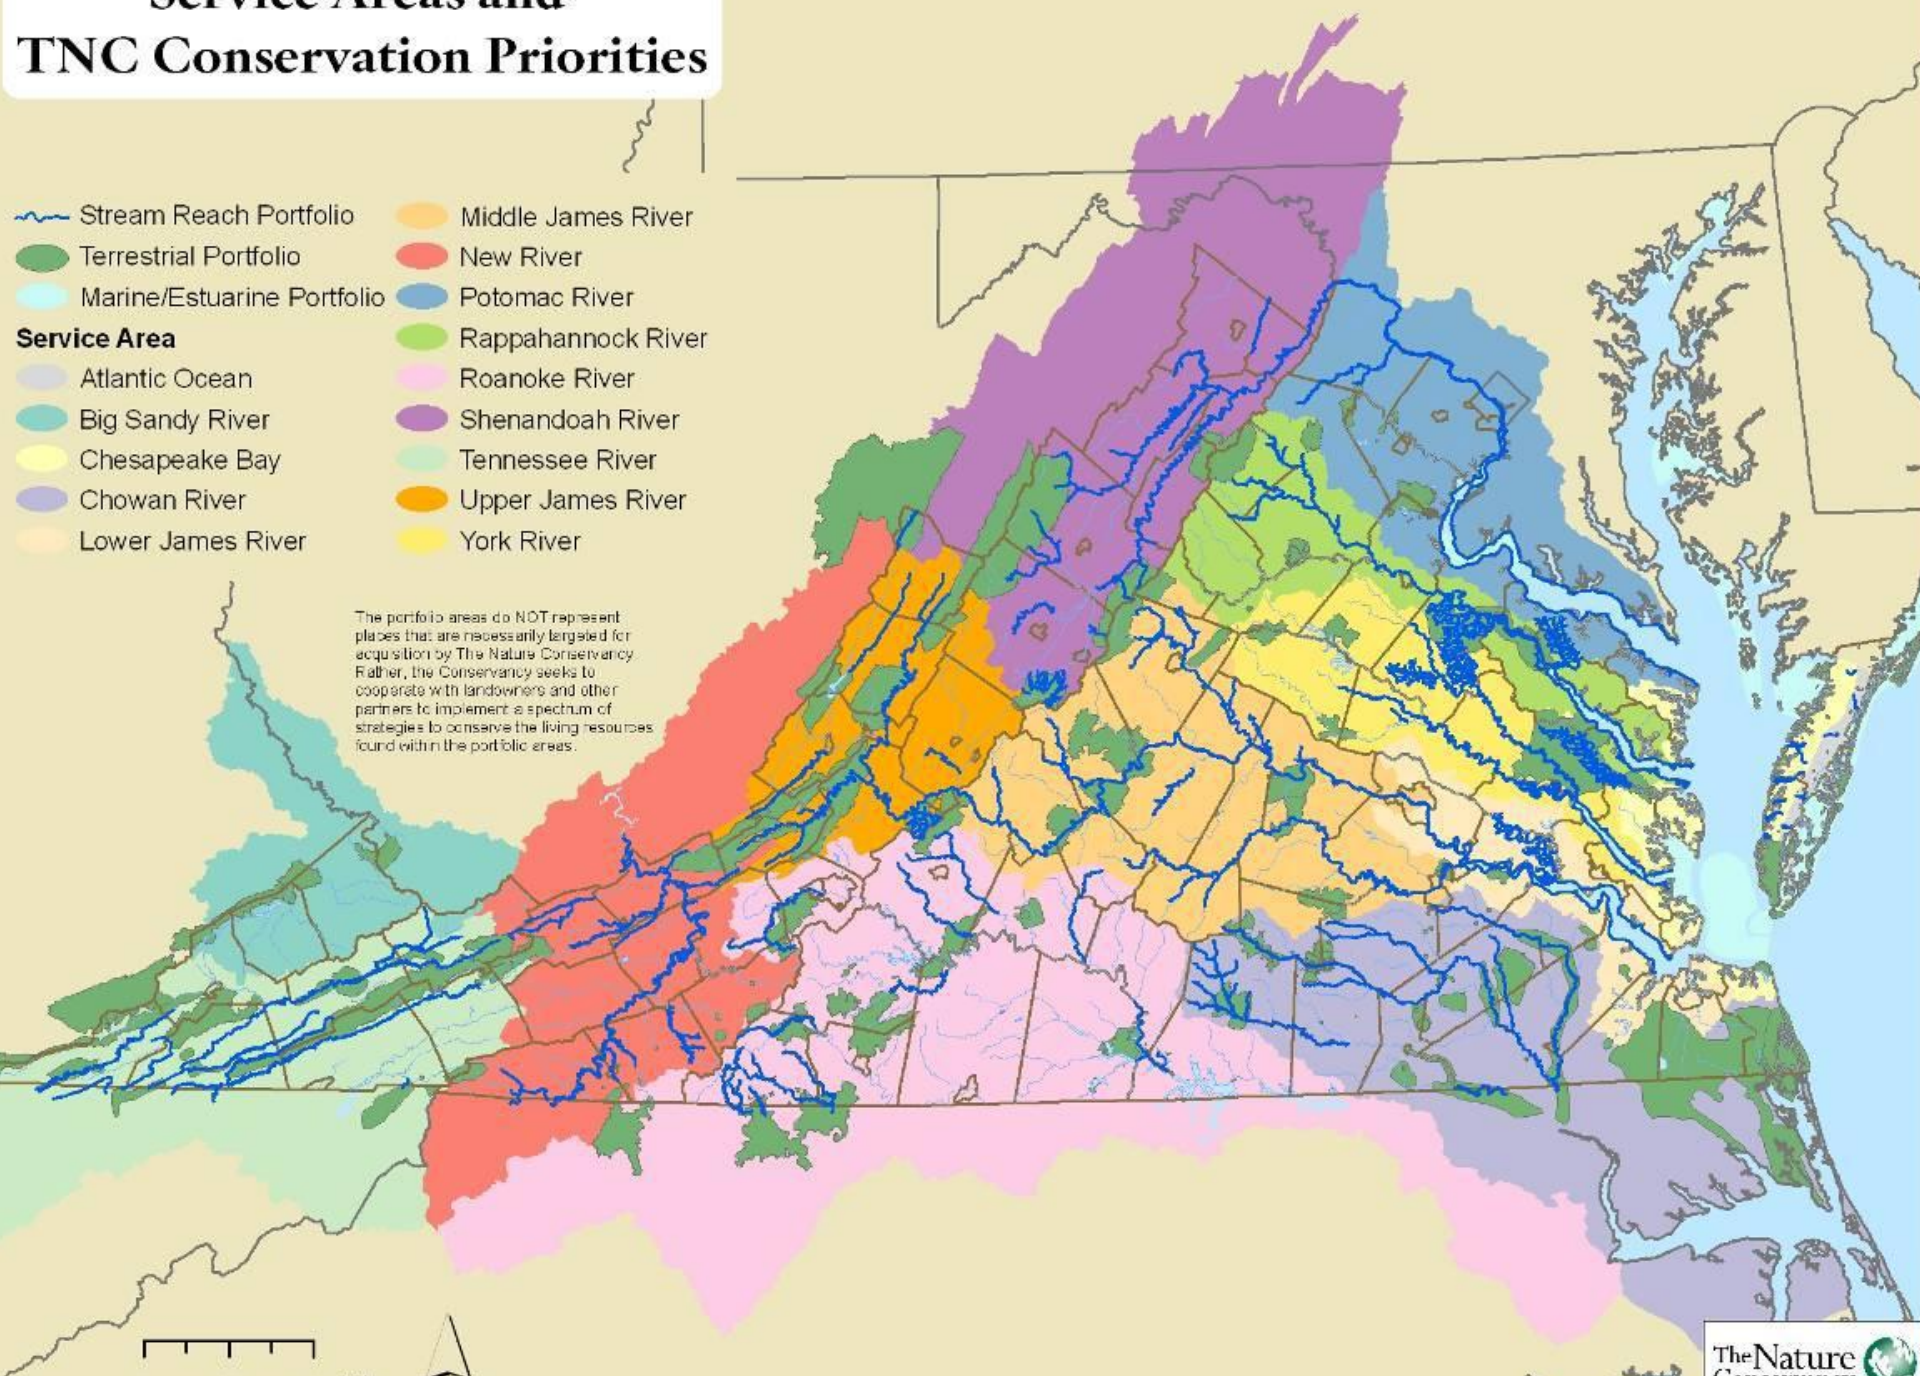 Service Areas and
TNC Conservation Priorities
Stream Reach Portfolio
Terrestrial Portfolio
Marine/Estuarine Portfolio
Service Area
Atlantic Ocean
Big Sandy River
Chesapeake Bay
Chowan River
Lower James River
Middle James River
New River
Potomac River
Rappahannock River
Roanoke River
Shenandoah River
Tennessee River
Upper James River
York River
The portfolio areas do NOT represent
places that are necessarily targeted for
acquisition by The Nature Conservancy
Rather, the Conservancy seeks to
cooperate with landowners and other
partners to implement a spectrum of
strategies to conserve the living resources
found within the portfolio areas.
The Nature
Conservancy